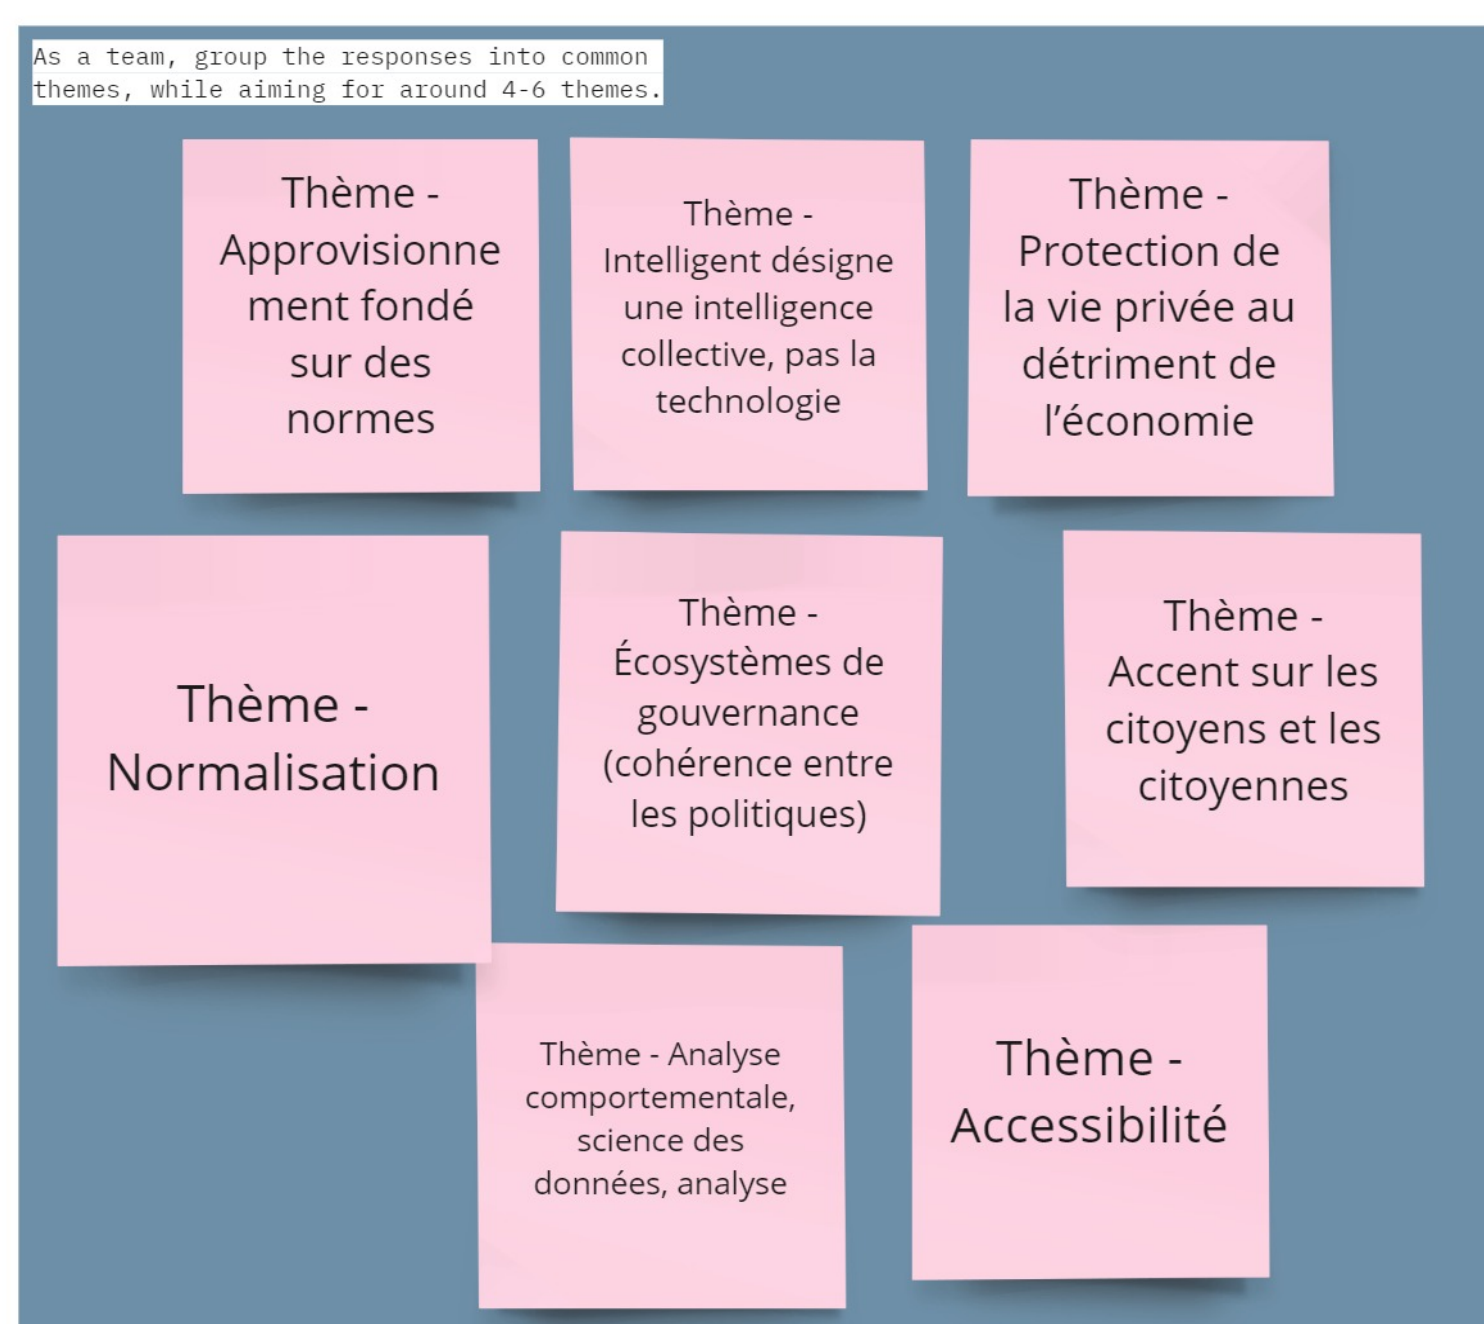 As a team, group the responses into common
themes, while aiming for around 4-6 themes.
Thème -
Approvisionne
ment fondé
sur des
normes
Thème -
Intelligent désigne
une intelligence
collective, pas la
technologie
Thème -
Protection de
la vie privée au
détriment de
l’économie
Thème -
Normalisation
Thème -
Écosystèmes de
gouvernance
(cohérence entre
les politiques)
Thème -
Accent sur les
citoyens et les
citoyennes
Thème - Analyse
comportementale,
science des
données, analyse
Thème -
Accessibilité